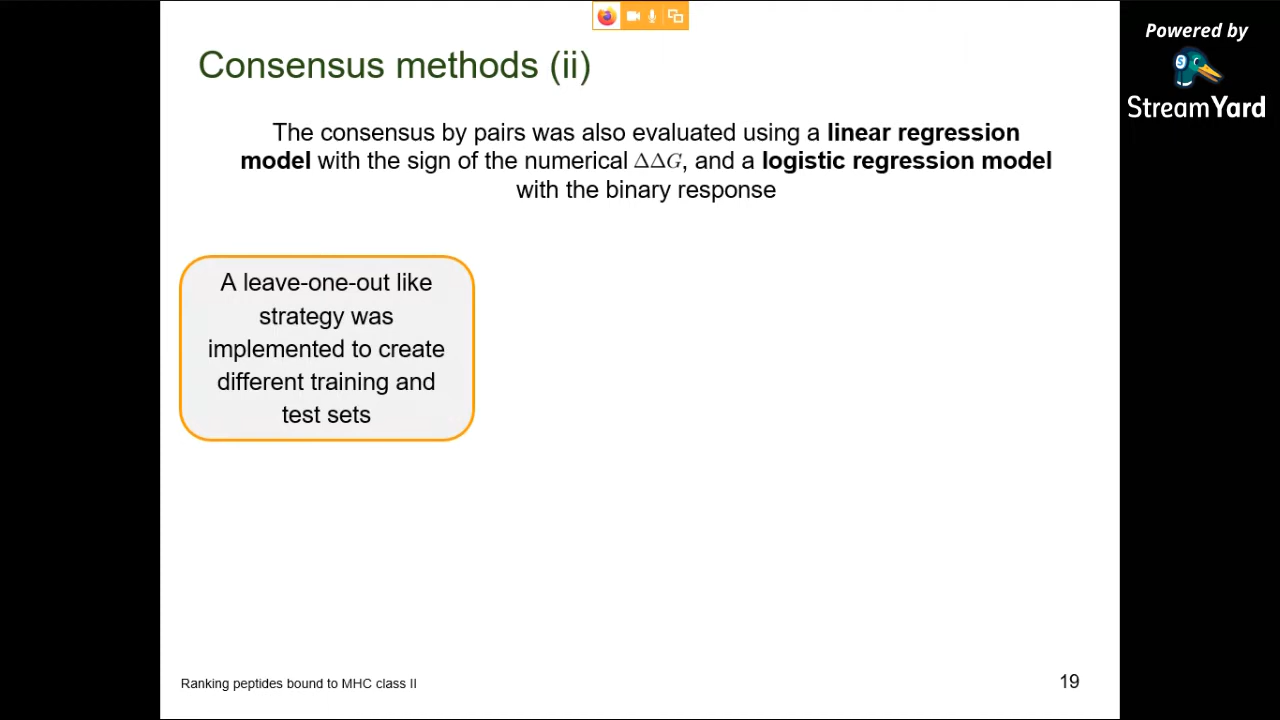 Powered by
StreamYard
Consensus methods (ii)
The consensus by pairs was also evaluated using a linear regression
model with the sign of the numerical ΔΔG, and a logistic regression model
with the binary response
A leave-one-out like
strategy was
implemented to create
different training and
test sets
Ranking peptides bound to MHC class II
19